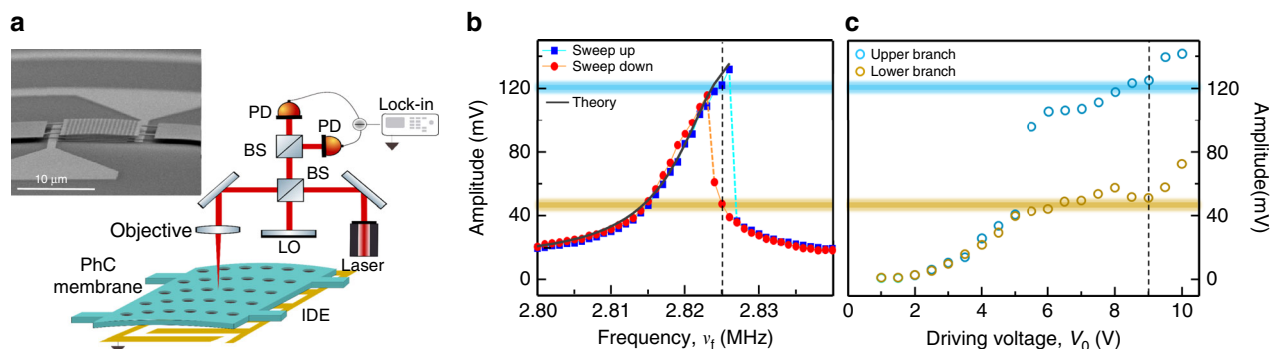 a
10 µm
PD
Lock-in
PD
BS
BS
Objective
LO
Laser
PhC
membrane
IDE
b
Sweep up
Sweep down
Theory
120
80
40
0
Amplitude (mV)
2.80
2.81
2.82
2.83
Frequency, νf (MHz)
c
Upper branch
Lower branch
120
80
40
0
Amplitude(mV)
0
2
4
6
8
10
Driving voltage, V0 (V)